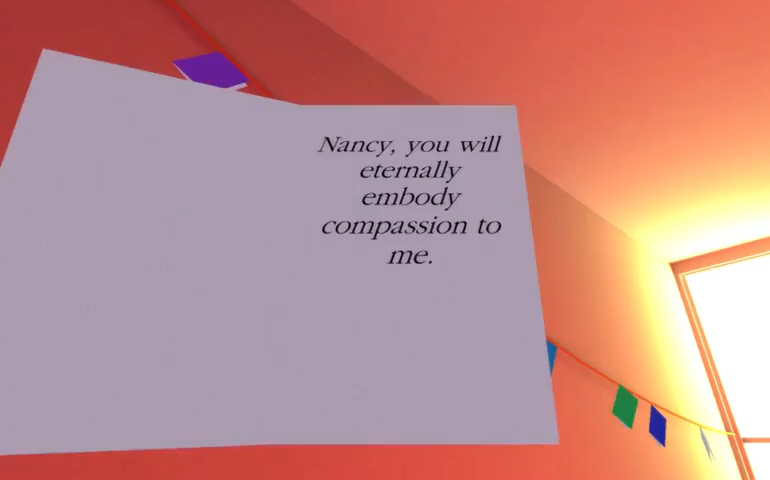 Nancy, you will
eternally
embody
compassion to
me.